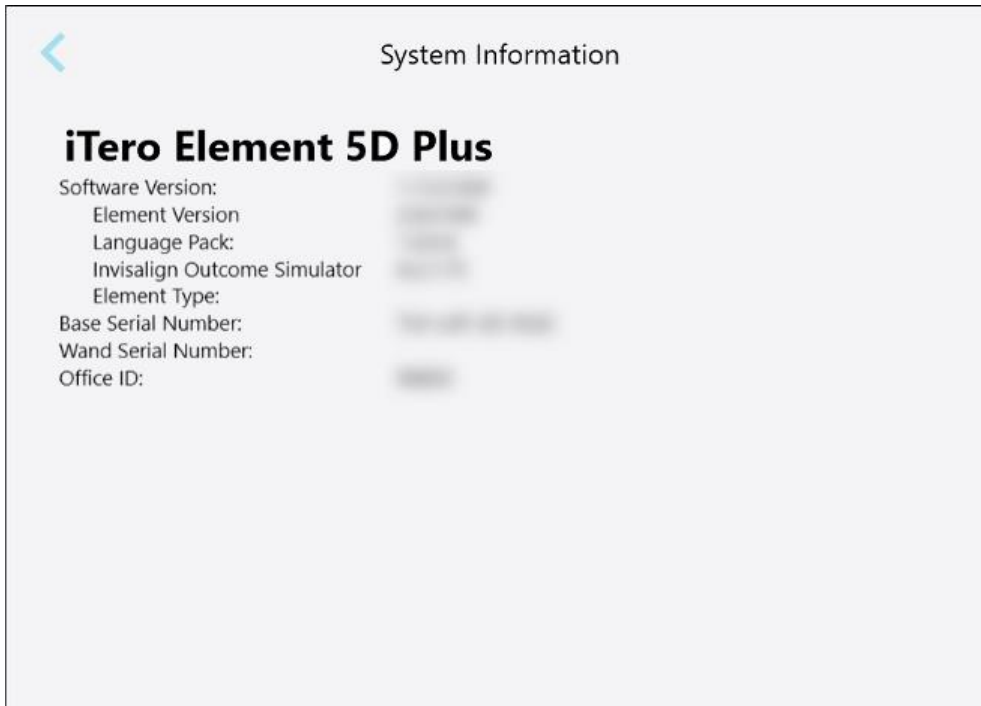 System Information
iTero Element 5D Plus
Software Version:
Element Version
Language Pack:
Invisalign Outcome Simulator
Element Type:
Base Serial Number:
Wand Serial Number:
Office ID: